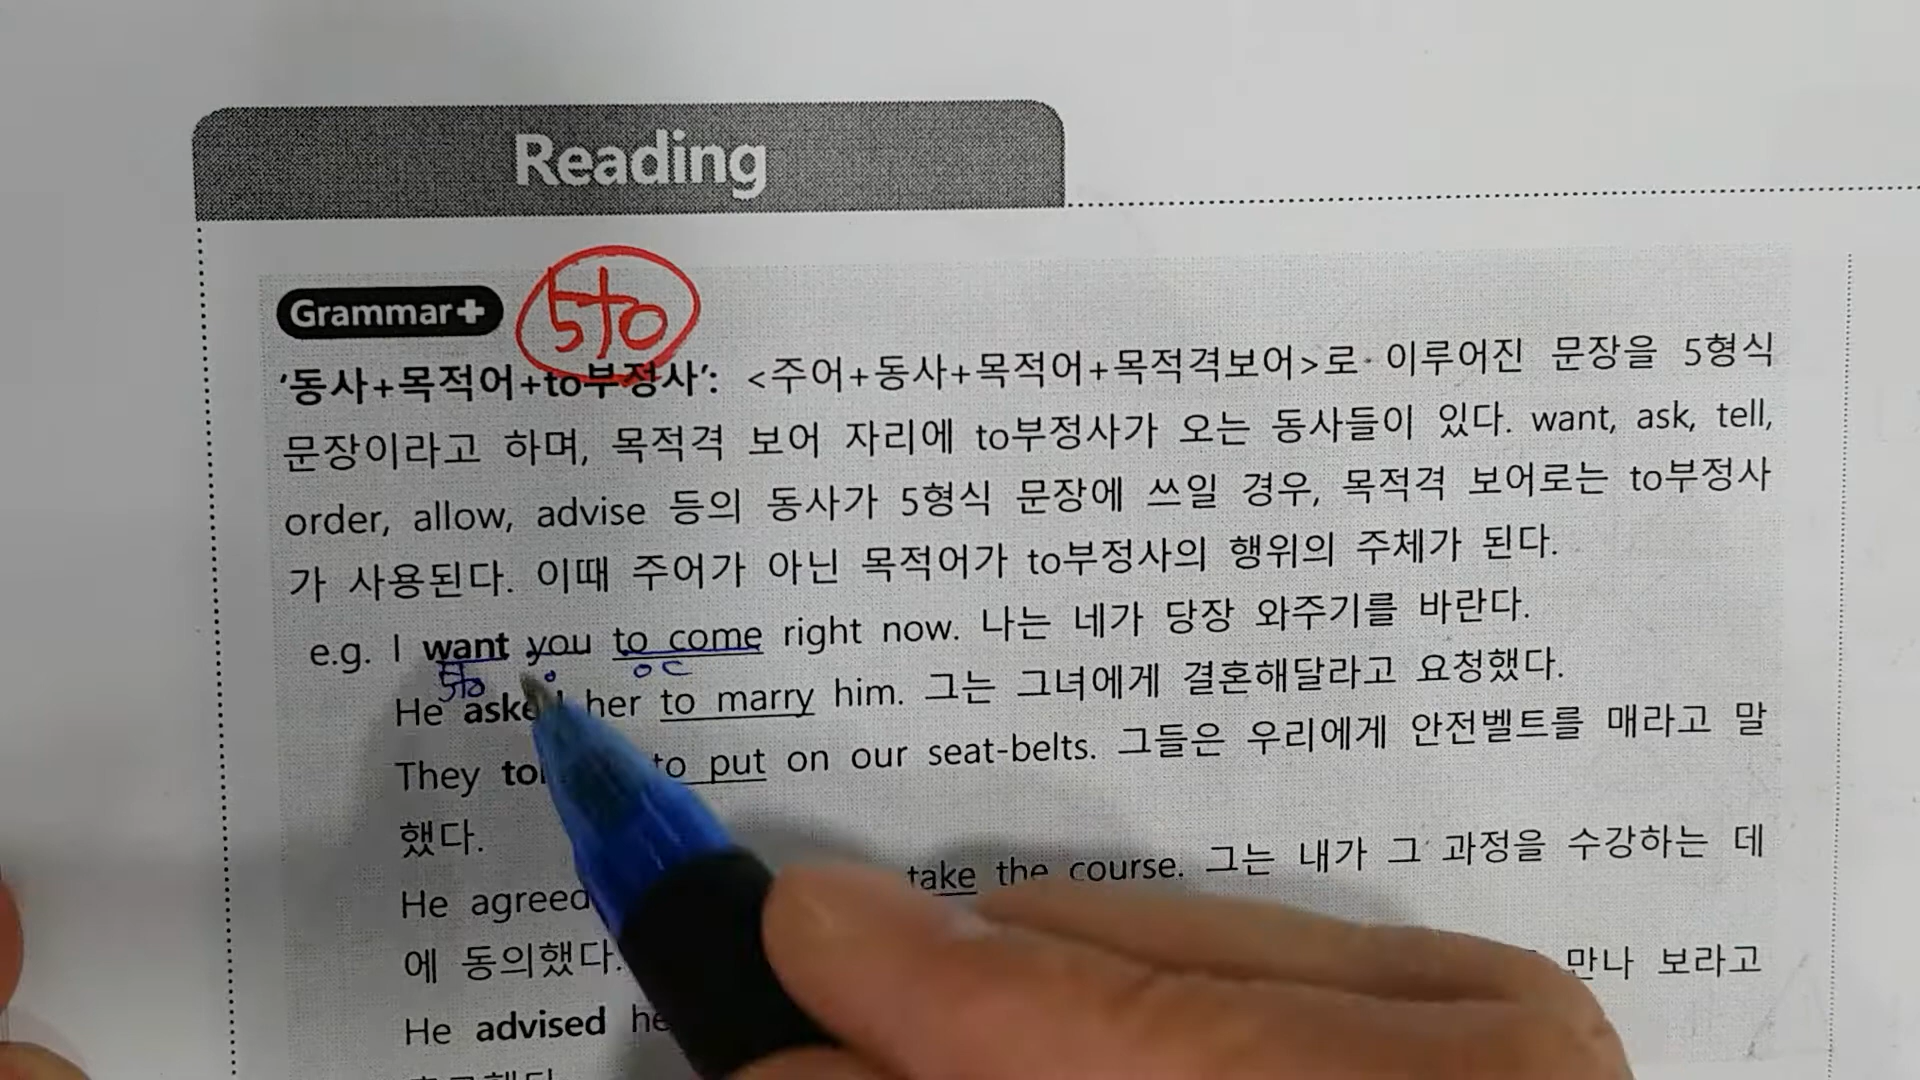 Reading
Grammar+ 5to
‘동사+목적어+to부정사’: <주어+동사+목적어+목적격보어>로 이루어진 문장을 5형식
문장이라고 하며, 목적격 보어 자리에 to부정사가 오는 동사들이 있다. want, ask, tell,
order, allow, advise 등의 동사가 5형식 문장에 쓰일 경우, 목적격 보어로는 to부정사
가 사용된다. 이때 주어가 아닌 목적어가 to부정사의 행위의 주체가 된다.
e.g. I want you to come right now. 나는 네가 당장 와주기를 바란다.
5to o oc
He her to marry him. 그는 그녀에게 결혼해달라고 요청했다.
They to put on our seat-belts. 그들은 우리에게 안전벨트를 매라고 말
했다.
He agreed take the course. 그는 내가 그 과정을 수강하는 데
에 동의했다. 만나 보라고
He advised